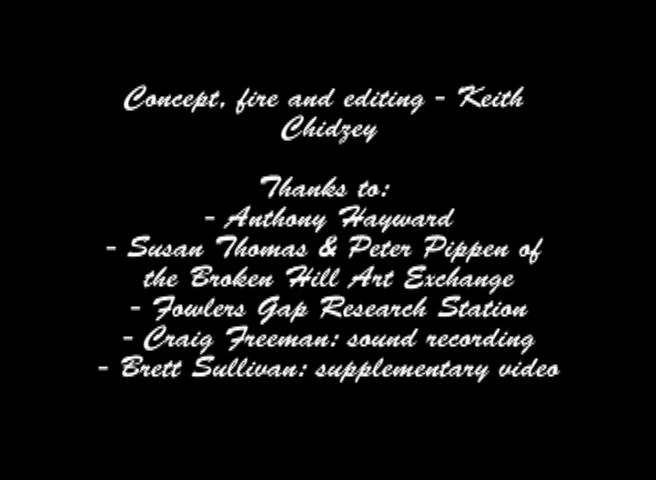 Concept, fire and editing - Keith
Chidzey
Thanks to:
- Anthony Hayward
- Susan Thomas & Peter Pippen of
the Broken Hill Art Exchange
- Fowlers Gap Research Station
- Craig Freeman: sound recording
- Brett Sullivan: supplementary video